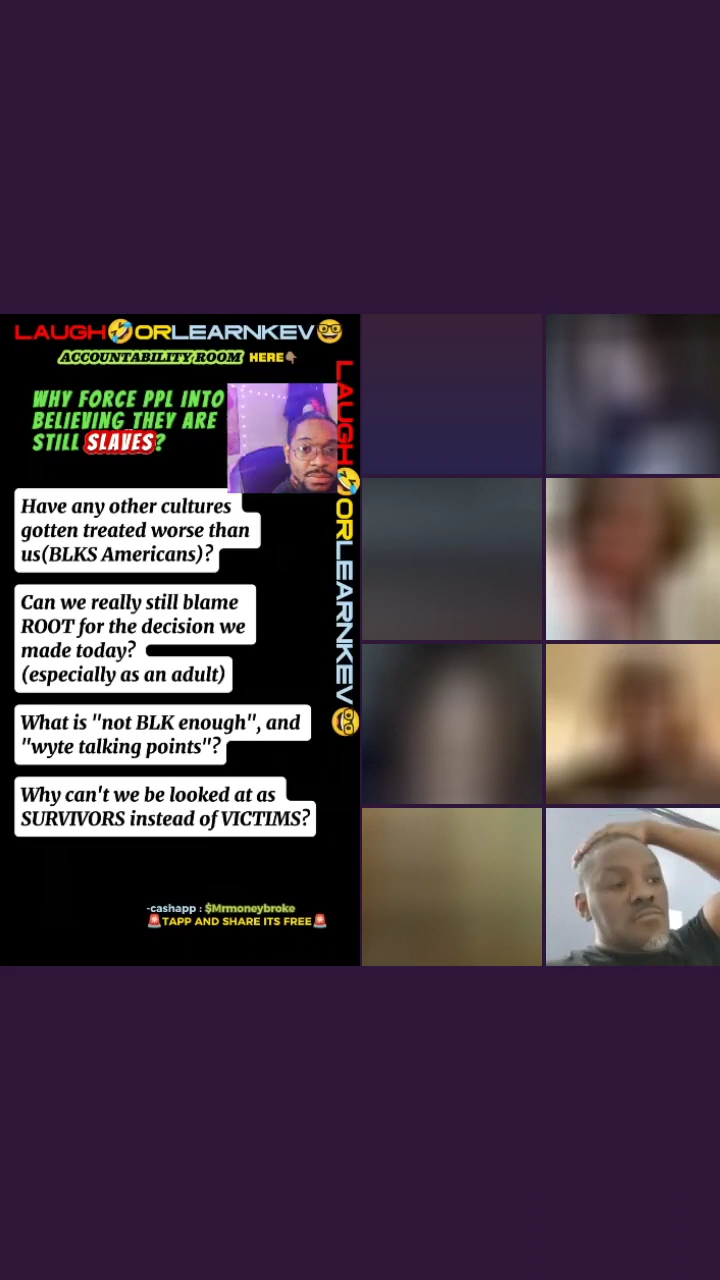 LAUGH🤣ORLEARNKEV🤓
ACCOUNTABILITY ROOM HERE👇🏽
WHY FORCE PPL INTO
BELIEVING THEY ARE
STILL SLAVES?
Have any other cultures
gotten treated worse than
us(BLKS Americans)?
Can we really still blame
ROOT for the decision we
made today?
(especially as an adult)
What is "not BLK enough", and
"wyte talking points"?
Why can't we be looked at as
SURVIVORS instead of VICTIMS?
-cashapp : $Mrmoneybroke
🚨TAPP AND SHARE ITS FREE🚨
LAUGH🤣ORLEARNKEV🤓